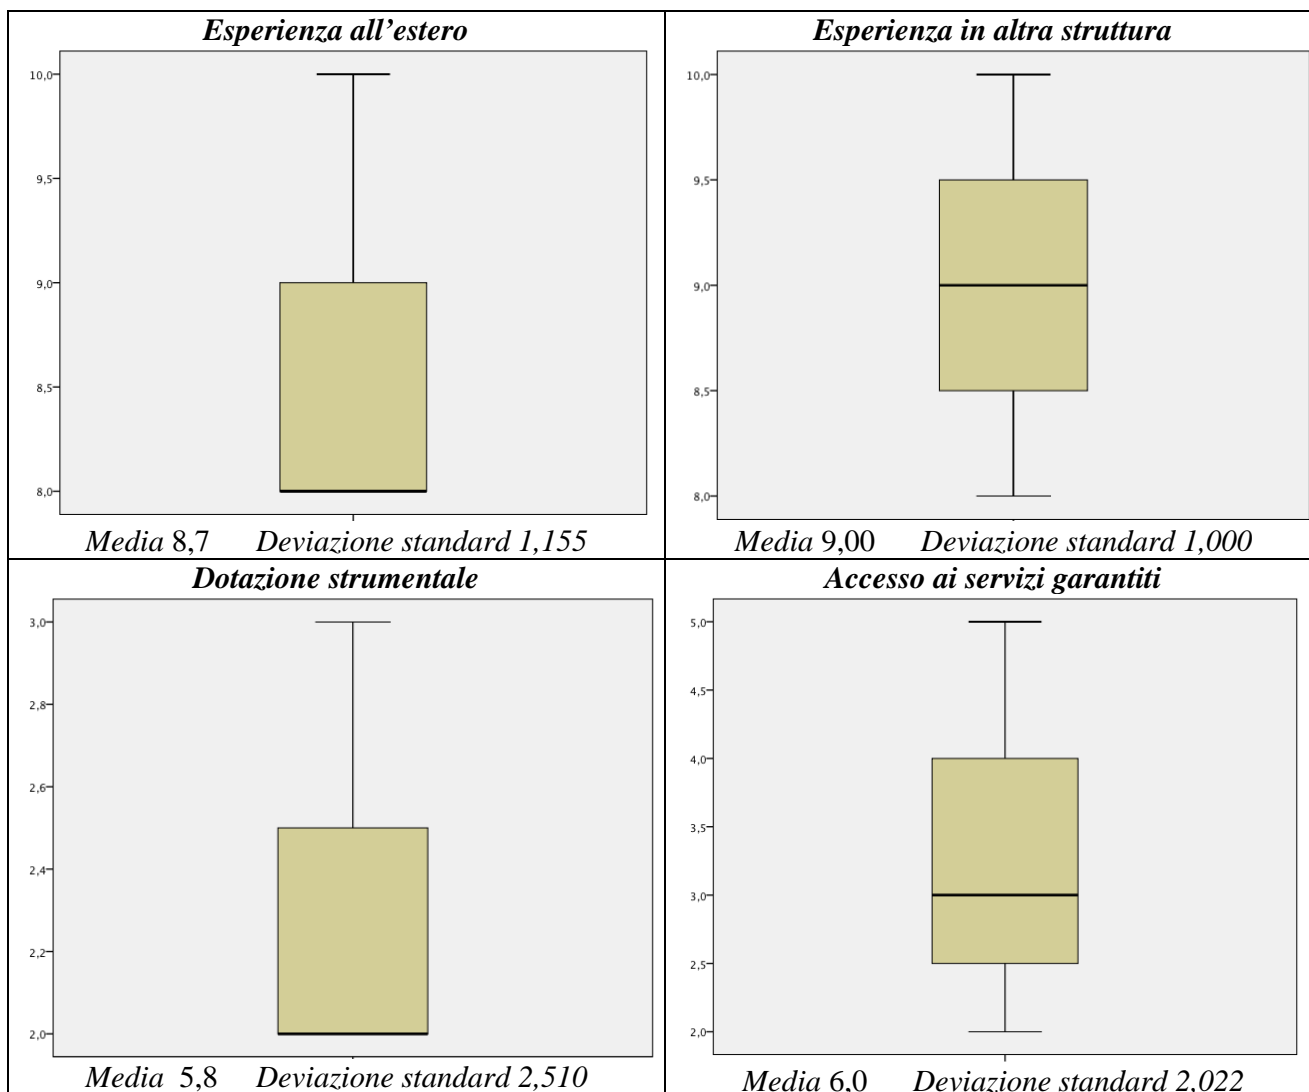 Esperienza all’estero
10,0
9,5
9,0
8,5
8,0
Media 8,7 Deviazione standard 1,155
Esperienza in altra struttura
10,0
9,5
9,0
8,5
8,0
Media 9,00 Deviazione standard 1,000
Dotazione strumentale
3,0
2,8
2,6
2,4
2,2
2,0
Media 5,8 Deviazione standard 2,510
Accesso ai servizi garantiti
5,0
4,5
4,0
3,5
3,0
2,5
2,0
Media 6,0 Deviazione standard 2,022